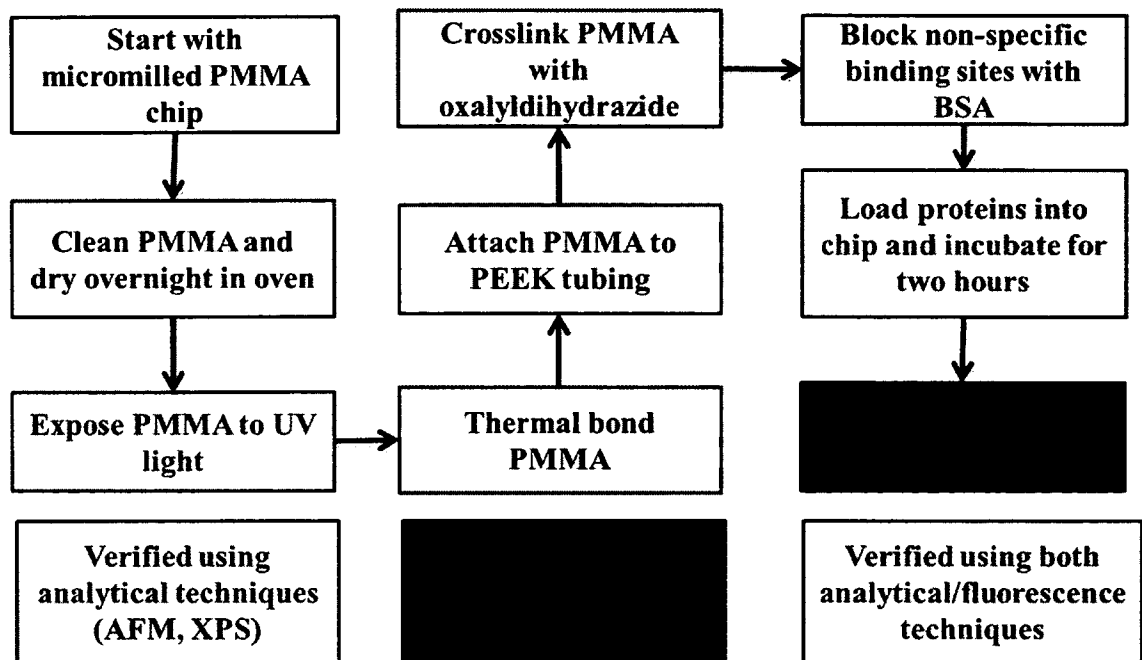 Start with
micromilled PMMA
chip
Clean PMMA and
dry overnight in oven
Expose PMMA to UV
light
Thermal bond
PMMA
Attach PMMA to
PEEK tubing
Crosslink PMMA
with
oxalyldihydrazide
Block non-specific
binding sites with
BSA
Load proteins into
chip and incubate for
two hours
Verified using
analytical techniques
(AFM, XPS)
Verified using both
analytical/fluorescence
techniques